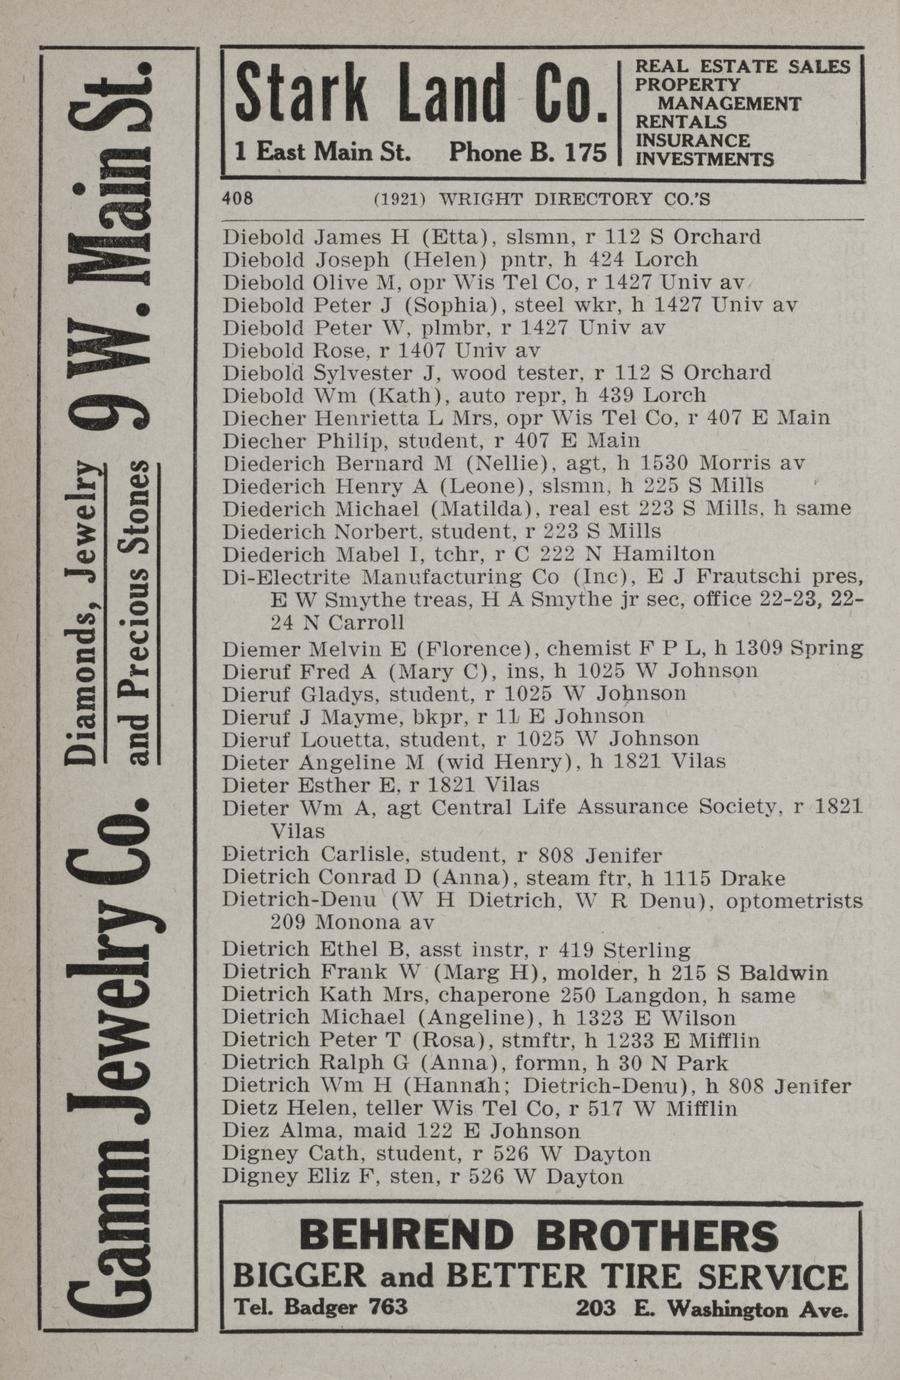 Gamm Jewelry Co. Diamonds, Jewelry 9 W. Main St.
and Precious Stones
Stark Land Co.
1 East Main St. Phone B. 175
REAL ESTATE SALES
PROPERTY
MANAGEMENT
RENTALS
INSURANCE
INVESTMENTS
408 (1921) WRIGHT DIRECTORY CO.'S
Diebold James H (Etta), slsmn, r 112 S Orchard
Diebold Joseph (Helen) pntr, h 424 Lorch
Diebold Olive M, opr Wis Tel Co, r 1427 Univ av
Diebold Peter J (Sophia), steel wkr, h 1427 Univ av
Diebold Peter W, plmbr, r 1427 Univ av
Diebold Rose, r 1407 Univ av
Diebold Sylvester J, wood tester, r 112 S Orchard
Diebold Wm (Kath), auto repr, h 439 Lorch
Diecher Henrietta L Mrs, opr Wis Tel Co, r 407 E Main
Diecher Philip, student, r 407 E Main
Diederich Bernard M (Nellie), agt, h 1530 Morris av
Diederich Henry A (Leone), slsmn, h 225 S Mills
Diederich Michael (Matilda), real est 223 S Mills, h same
Diederich Norbert, student, r 223 S Mills
Diederich Mabel I, tchr, r C 222 N Hamilton
Di-Electrite Manufacturing Co (Inc), E J Frautschi pres,
E W Smythe treas, H A Smythe jr sec, office 22-23, 22-
24 N Carroll
Diemer Melvin E (Florence), chemist F P L, h 1309 Spring
Dieruf Fred A (Mary C), ins, h 1025 W Johnson
Dieruf Gladys, student, r 1025 W Johnson
Dieruf J Mayme, bkpr, r 11 E Johnson
Dieruf Louetta, student, r 1025 W Johnson
Dieter Angeline M (wid Henry), h 1821 Vilas
Dieter Esther E, r 1821 Vilas
Dieter Wm A, agt Central Life Assurance Society, r 1821
Vilas
Dietrich Carlisle, student, r 808 Jenifer
Dietrich Conrad D (Anna), steam ftr, h 1115 Drake
Dietrich-Denu (W H Dietrich, W R Denu), optometrists
209 Monona av
Dietrich Ethel B, asst instr, r 419 Sterling
Dietrich Frank W (Marg H), molder, h 215 S Baldwin
Dietrich Kath Mrs, chaperone 250 Langdon, h same
Dietrich Michael (Angeline), h 1323 E Wilson
Dietrich Peter T (Rosa), stmftr, h 1233 E Mifflin
Dietrich Ralph G (Anna), formn, h 30 N Park
Dietrich Wm H (Hannah; Dietrich-Denu), h 808 Jenifer
Dietz Helen, teller Wis Tel Co, r 517 W Mifflin
Diez Alma, maid 122 E Johnson
Digney Cath, student, r 526 W Dayton
Digney Eliz F, sten, r 526 W Dayton
BEHREND BROTHERS
BIGGER and BETTER TIRE SERVICE
Tel. Badger 763 203 E. Washington Ave.